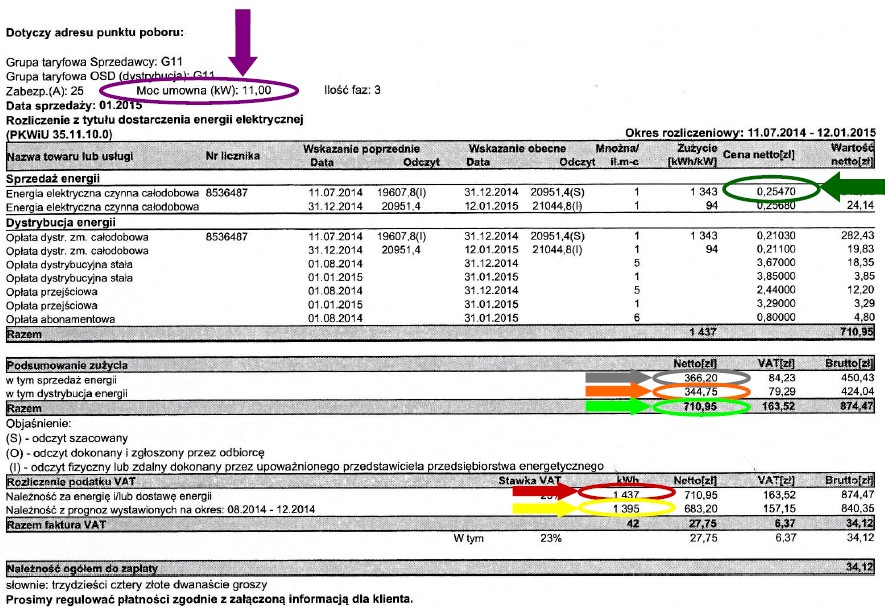 Dotyczy adresu punktu poboru:
Grupa taryfowa Sprzedawcy: G11
Grupa taryfowa OSD (dystrybucja): G11
Zabezp.(A): 25 Moc umowna (kW): 11,00 Ilość faz: 3
Data sprzedaży: 01.2015
Rozliczenie z tytułu dostarczenia energii elektrycznej
(PKWiU 35.11.10.0) Okres rozliczeniowy: 11.07.2014 - 12.01.2015
Nazwa towaru lub usługi Nr licznika Wskazanie poprzednie Data Odczyt Wskazanie obecne Data Odczyt Mnożna/ il.m-c Zużycie [kWh/kW] Cena netto[zł] Wartość netto[zł]
Sprzedaż energii
Energia elektryczna czynna całodobowa 8536487 11.07.2014 19607,8(I) 31.12.2014 20951,4(S) 1 1 343 0,25470
Energia elektryczna czynna całodobowa 31.12.2014 20951,4 12.01.2015 21044,8(I) 1 94 0,25680 24,14
Dystrybucja energii
Opłata dystr. zm. całodobowa 8536487 11.07.2014 19607,8(I) 31.12.2014 20951,4(S) 1 1 343 0,21030 282,43
Opłata dystr. zm. całodobowa 31.12.2014 20951,4 12.01.2015 21044,8(I) 1 94 0,21100 19,83
Opłata dystrybucyjna stała 01.08.2014 31.12.2014 5 3,67000 18,35
Opłata dystrybucyjna stała 01.01.2015 31.01.2015 1 3,85000 3,85
Opłata przejściowa 01.08.2014 31.12.2014 5 2,44000 12,20
Opłata przejściowa 01.01.2015 31.01.2015 1 3,29000 3,29
Opłata abonamentowa 01.08.2014 31.01.2015 6 0,80000 4,80
Razem 1 437 710,95
Podsumowanie zużycia Netto[zł] VAT[zł] Brutto[zł]
w tym sprzedaż energii 366,20 84,23 450,43
w tym dystrybucja energii 344,75 79,29 424,04
Razem 710,95 163,52 874,47
Objaśnienie:
(S) - odczyt szacowany
(O) - odczyt dokonany i zgłoszony przez odbiorcę
(I) - odczyt fizyczny lub zdalny dokonany przez upoważnionego przedstawiciela przedsiębiorstwa energetycznego
Rozliczenie podatku VAT Stawka VAT kWh Netto[zł] VAT[zł] Brutto[zł]
Należność za energię i/lub dostawę energii 23% 1 437 710,95 163,52 874,47
Należność z prognoz wystawionych na okres: 08.2014 - 12.2014 1 395 683,20 157,15 840,35
Razem faktura VAT 42 27,75 6,37 34,12
W tym 23% 27,75 6,37 34,12
Należność ogółem do zapłaty 34,12
słownie: trzydzieści cztery złote dwanaście groszy
Prosimy regulować płatności zgodnie z załączoną informacją dla klienta.